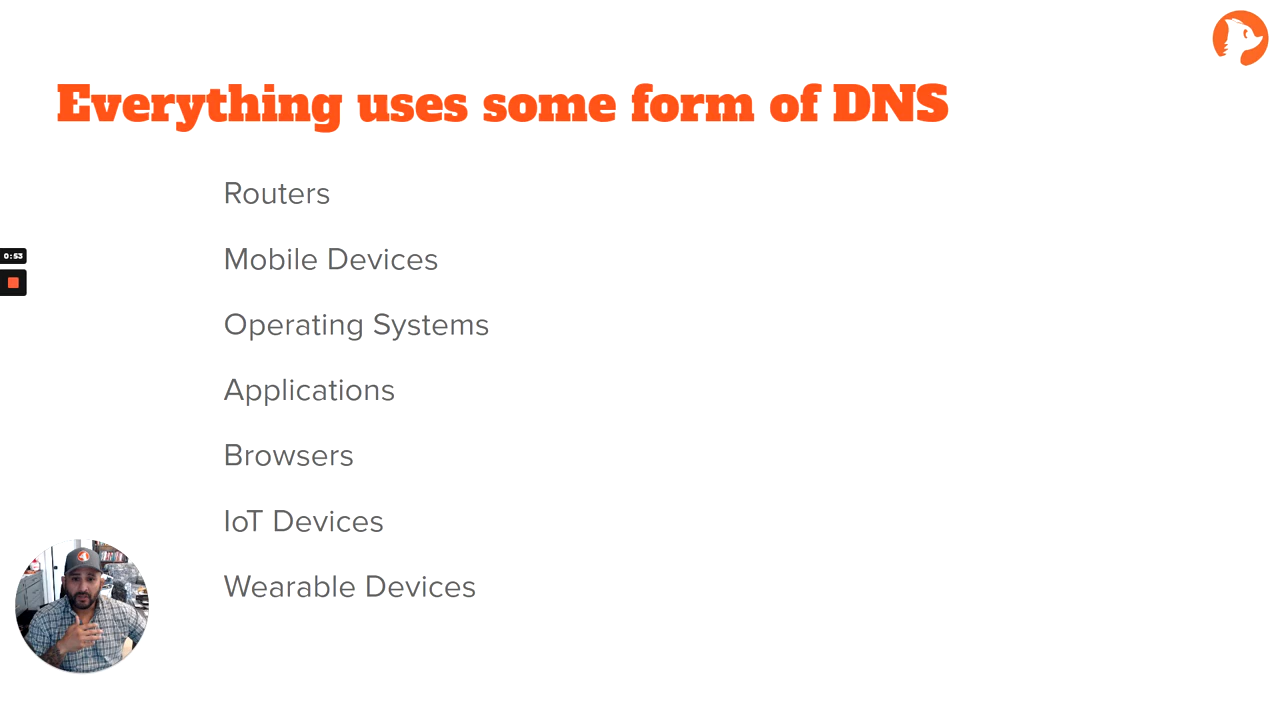 Everything uses some form of DNS
Routers
Mobile Devices
0:53
Operating Systems
Applications
Browsers
IoT Devices
Wearable Devices